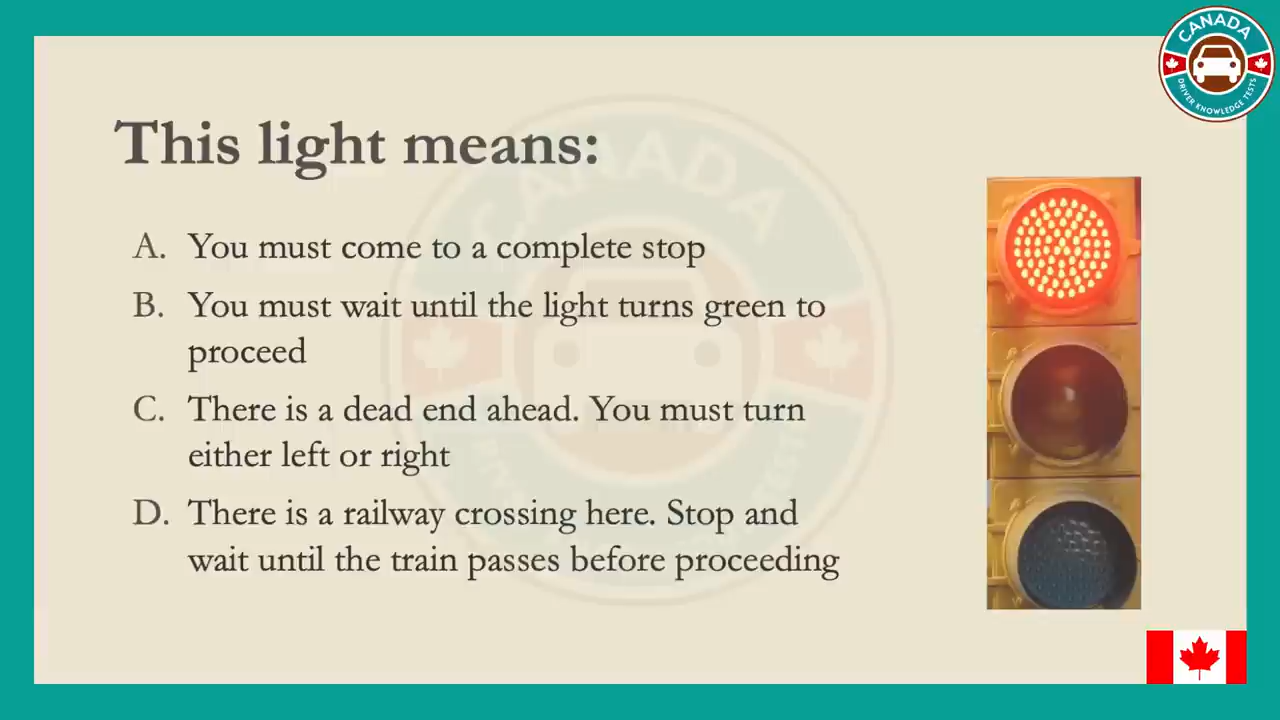 CANADA
DRIVER KNOWLEDGE TESTS
This light means:
A. You must come to a complete stop
B. You must wait until the light turns green to
proceed
C. There is a dead end ahead. You must turn
either left or right
D. There is a railway crossing here. Stop and
wait until the train passes before proceeding
CANADA